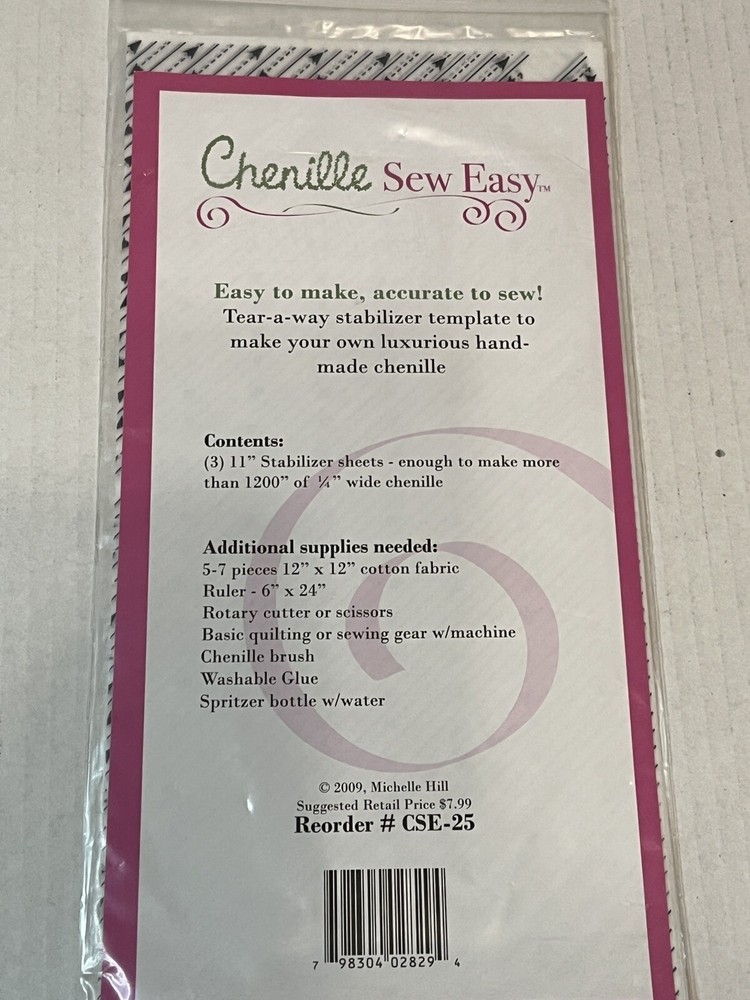 Chenille Sew Easy™
Easy to make, accurate to sew!
Tear-a-way stabilizer template to
make your own luxurious hand-
made chenille
Contents:
(3) 11” Stabilizer sheets - enough to make more
than 1200” of ¼” wide chenille
Additional supplies needed:
5-7 pieces 12” x 12” cotton fabric
Ruler - 6” x 24”
Rotary cutter or scissors
Basic quilting or sewing gear w/machine
Chenille brush
Washable Glue
Spritzer bottle w/water
© 2009, Michelle Hill
Suggested Retail Price $7.99
Reorder # CSE-25
7 98304 02829 4